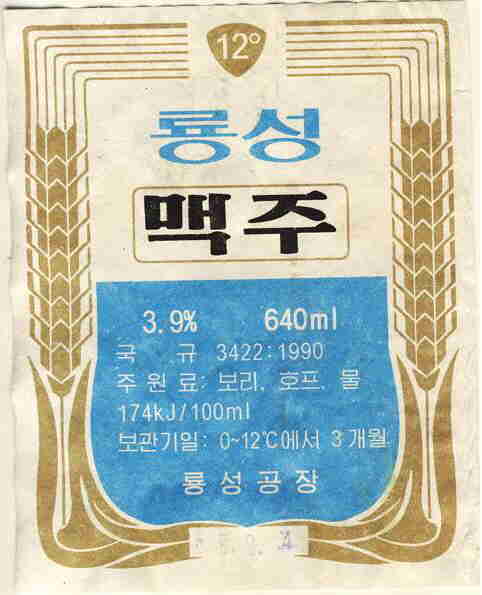 12°
룡성
맥주
3.9% 640ml
국 규 3422:1990
주원료: 보리, 호프, 물
174kJ/100ml
보관기일: 0~12℃에서 3개월
룡성공장